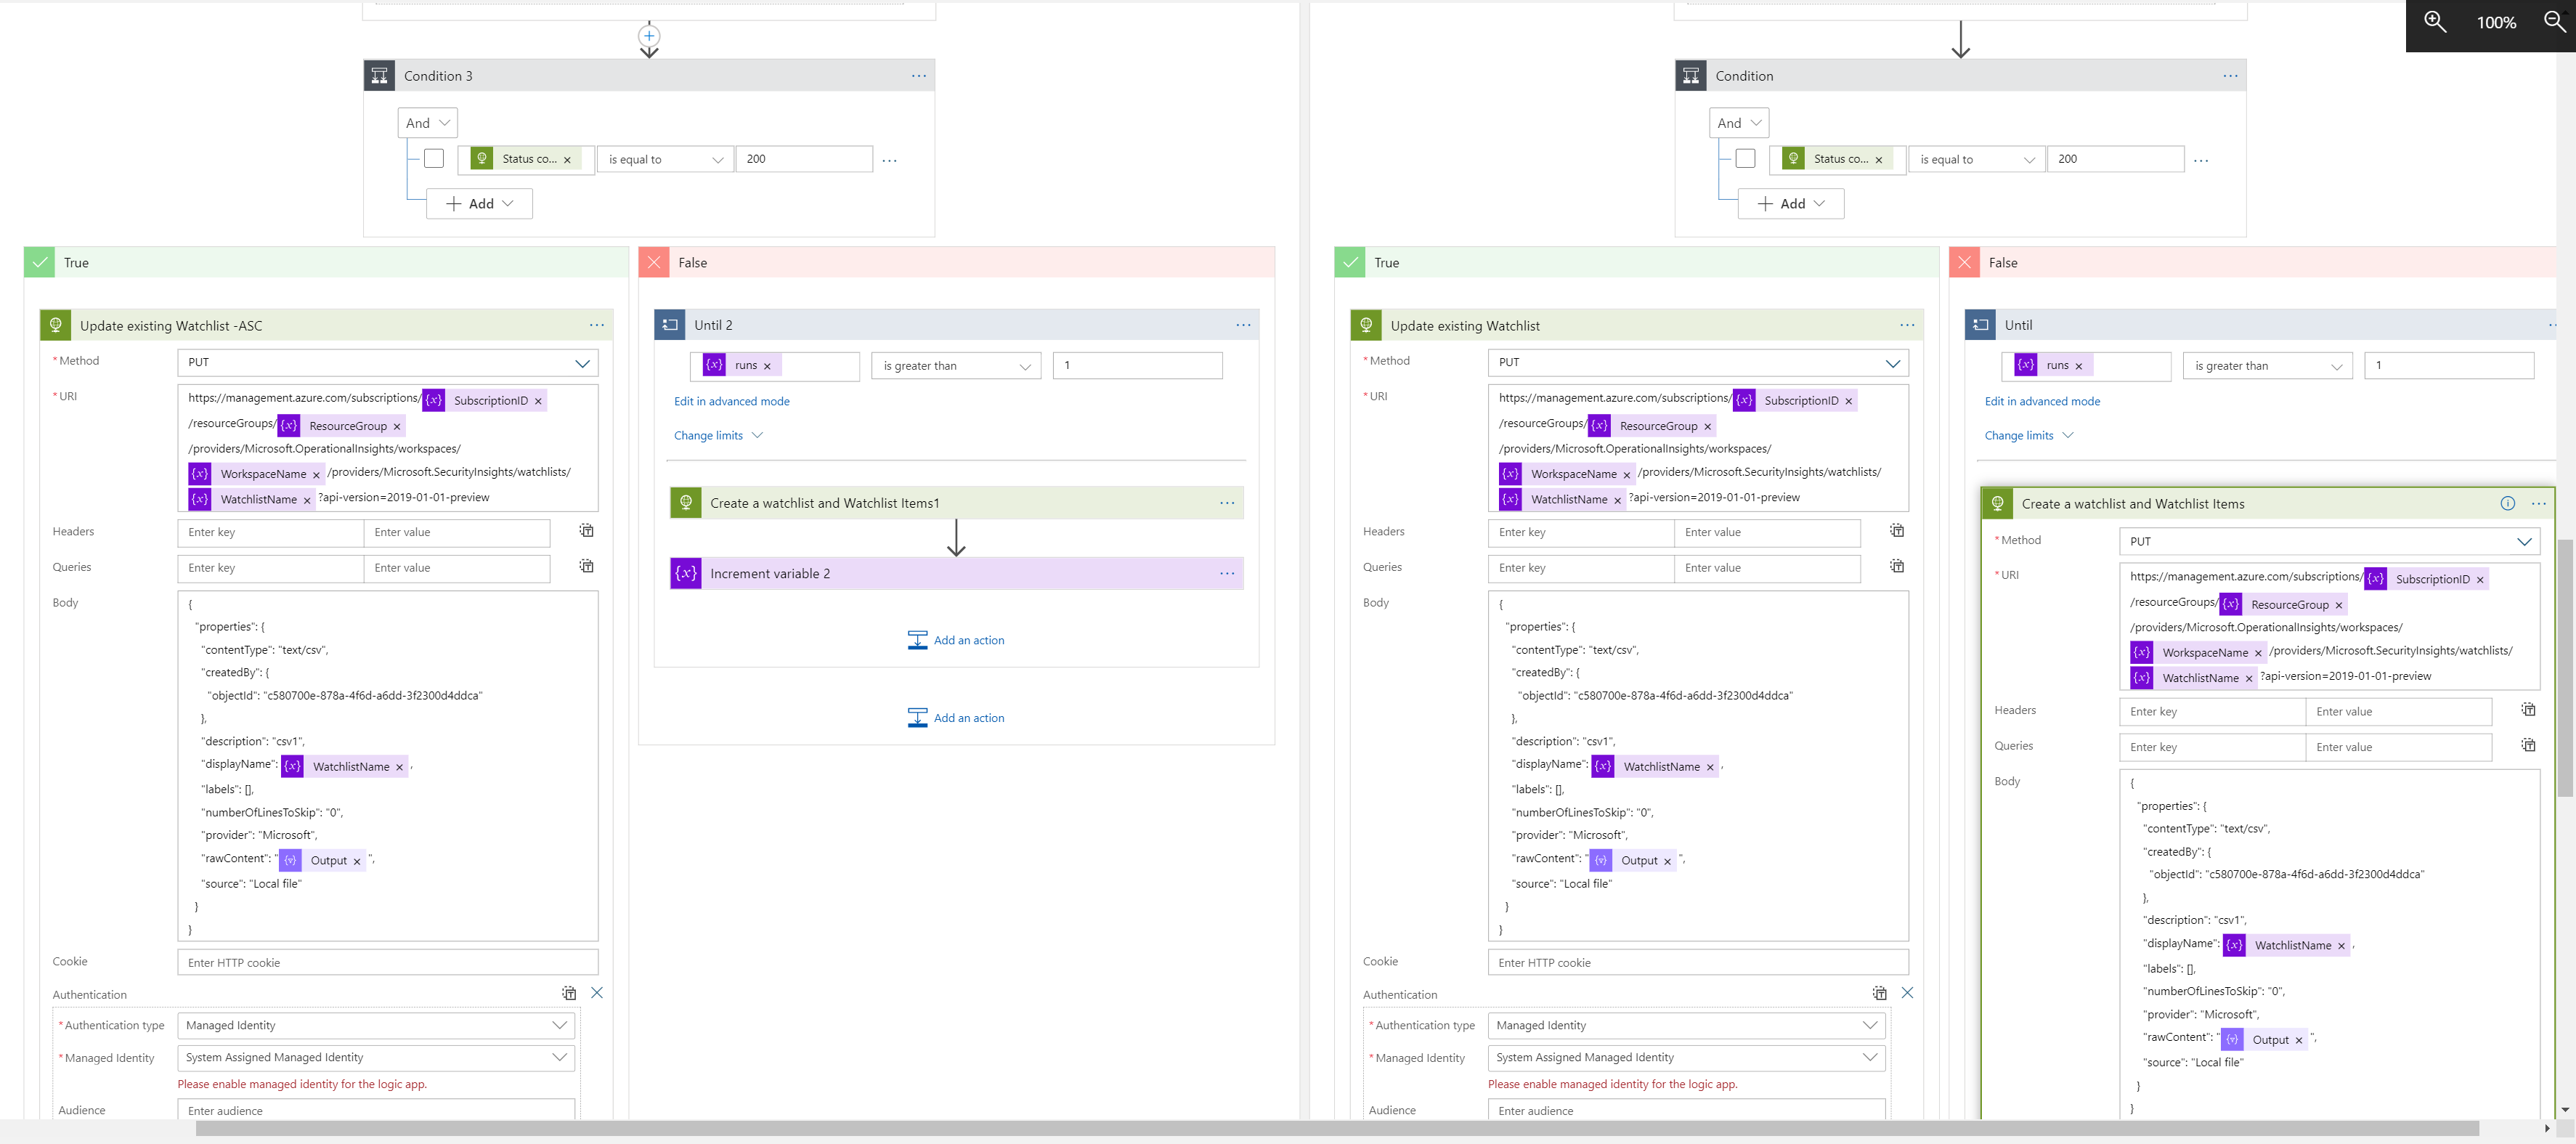 100%
Condition 3
And
Status co... × is equal to 200
Add
True
Update existing Watchlist -ASC
* Method PUT
* URI https://management.azure.com/subscriptions/ {x} SubscriptionID ×
/resourceGroups/ {x} ResourceGroup ×
/providers/Microsoft.OperationalInsights/workspaces/
{x} WorkspaceName × /providers/Microsoft.SecurityInsights/watchlists/
{x} WatchlistName × ?api-version=2019-01-01-preview
Headers Enter key Enter value
Queries Enter key Enter value
Body {
"properties": {
"contentType": "text/csv",
"createdBy": {
"objectId": "c580700e-878a-4f6d-a6dd-3f2300d4ddca"
},
"description": "csv1",
"displayName": {x} WatchlistName × ,
"labels": [],
"numberOfLinesToSkip": "0",
"provider": "Microsoft",
"rawContent": " Output × ",
"source": "Local file"
}
}
Cookie Enter HTTP cookie
Authentication
* Authentication type Managed Identity
* Managed Identity System Assigned Managed Identity
Please enable managed identity for the logic app.
Audience Enter audience
False
Until 2
{x} runs × is greater than 1
Edit in advanced mode
Change limits
Create a watchlist and Watchlist Items1
{x} Increment variable 2
Add an action
Add an action
Condition
And
Status co... × is equal to 200
Add
True
Update existing Watchlist
* Method PUT
* URI https://management.azure.com/subscriptions/ {x} SubscriptionID ×
/resourceGroups/ {x} ResourceGroup ×
/providers/Microsoft.OperationalInsights/workspaces/
{x} WorkspaceName × /providers/Microsoft.SecurityInsights/watchlists/
{x} WatchlistName × ?api-version=2019-01-01-preview
Headers Enter key Enter value
Queries Enter key Enter value
Body {
"properties": {
"contentType": "text/csv",
"createdBy": {
"objectId": "c580700e-878a-4f6d-a6dd-3f2300d4ddca"
},
"description": "csv1",
"displayName": {x} WatchlistName × ,
"labels": [],
"numberOfLinesToSkip": "0",
"provider": "Microsoft",
"rawContent": " Output × ",
"source": "Local file"
}
}
Cookie Enter HTTP cookie
Authentication
* Authentication type Managed Identity
* Managed Identity System Assigned Managed Identity
Please enable managed identity for the logic app.
Audience Enter audience
False
Until
{x} runs × is greater than 1
Edit in advanced mode
Change limits
Create a watchlist and Watchlist Items
* Method PUT
* URI https://management.azure.com/subscriptions/ {x} SubscriptionID ×
/resourceGroups/ {x} ResourceGroup ×
/providers/Microsoft.OperationalInsights/workspaces/
{x} WorkspaceName × /providers/Microsoft.SecurityInsights/watchlists/
{x} WatchlistName × ?api-version=2019-01-01-preview
Headers Enter key Enter value
Queries Enter key Enter value
Body {
"properties": {
"contentType": "text/csv",
"createdBy": {
"objectId": "c580700e-878a-4f6d-a6dd-3f2300d4ddca"
},
"description": "csv1",
"displayName": {x} WatchlistName × ,
"labels": [],
"numberOfLinesToSkip": "0",
"provider": "Microsoft",
"rawContent": " Output × ",
"source": "Local file"
}
}